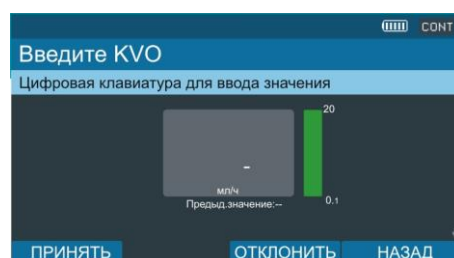 CONT
Введите KVO
Цифровая клавиатура для ввода значения
20
-
мл/ч
Предыд.значение:--
0.1
ПРИНЯТЬ ОТКЛОНИТЬ НАЗАД